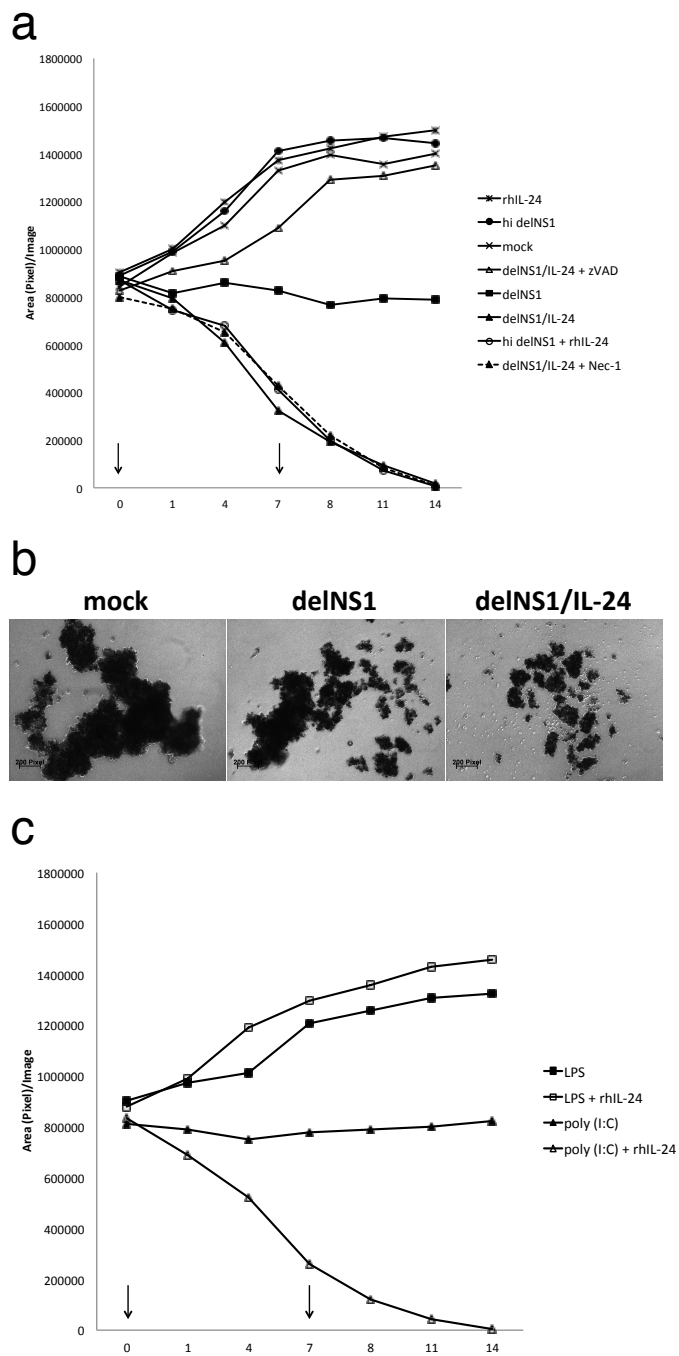 a
1800000
1600000
1400000
1200000
1000000
800000
600000
400000
200000
0
Area (Pixel)/Image
0 1 4 7 8 11 14
rhIL-24
hi delNS1
mock
delNS1/IL-24 + zVAD
delNS1
delNS1/IL-24
hi delNS1 + rhIL-24
delNS1/IL-24 + Nec-1
b
mock delNS1 delNS1/IL-24
200 Pixel 200 Pixel 200 Pixel
c
1800000
1600000
1400000
1200000
1000000
800000
600000
400000
200000
0
Area (Pixel)/Image
0 1 4 7 8 11 14
LPS
LPS + rhIL-24
poly (I:C)
poly (I:C) + rhIL-24